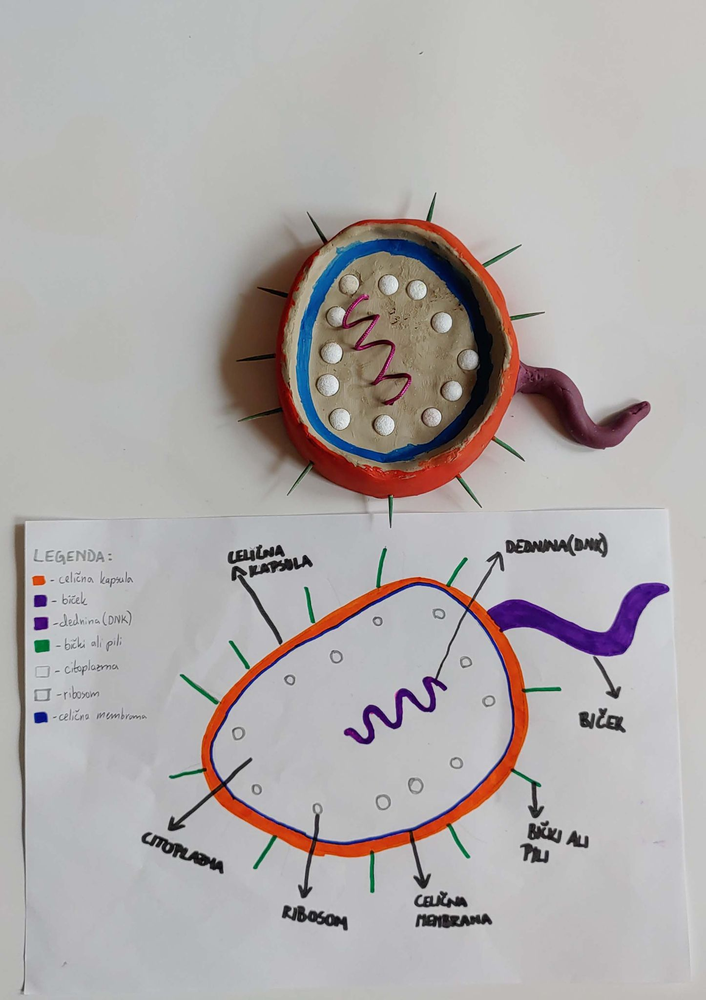 LEGENDA:
- celična kapsula
- biček
- dednina (DNK)
- bički ali pili
- citoplazma
- ribosom
- celična membrana
CELIČNA
KAPSULA
DEDNINA (DNK)
BIČEK
BIČKI ALI
PILI
CITOPLAZMA
RIBOSOM
CELIČNA
MEMBRANA